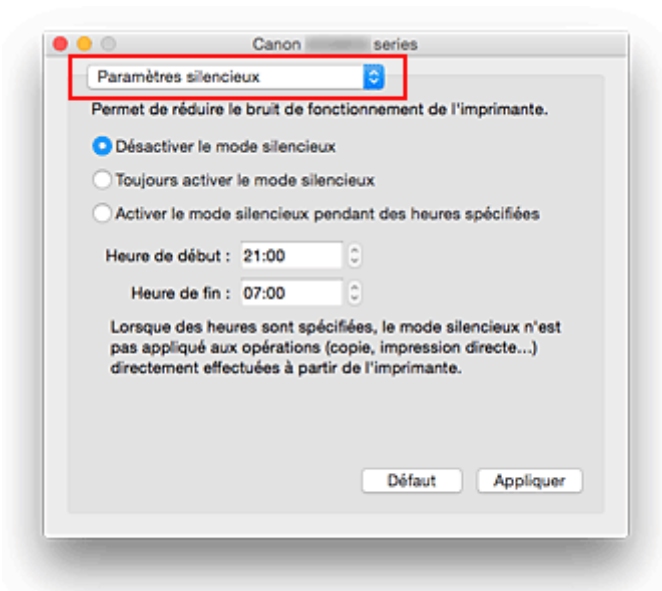 Canon series
Paramètres silencieux
Permet de réduire le bruit de fonctionnement de l'imprimante.
Désactiver le mode silencieux
Toujours activer le mode silencieux
Activer le mode silencieux pendant des heures spécifiées
Heure de début : 21:00
Heure de fin : 07:00
Lorsque des heures sont spécifiées, le mode silencieux n'est
pas appliqué aux opérations (copie, impression directe...)
directement effectuées à partir de l'imprimante.
Défaut Appliquer